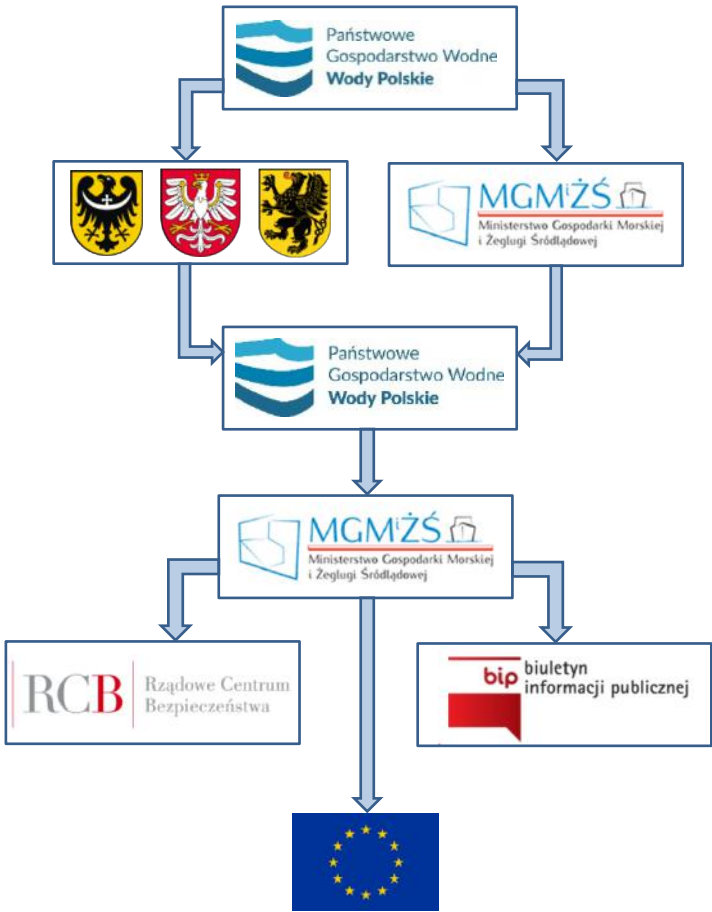 Państwowe
Gospodarstwo Wodne
Wody Polskie
MGMiŻŚ
Ministerstwo Gospodarki Morskiej
i Żeglugi Śródlądowej
Państwowe
Gospodarstwo Wodne
Wody Polskie
MGMiŻŚ
Ministerstwo Gospodarki Morskiej
i Żeglugi Śródlądowej
RCB
Rządowe Centrum
Bezpieczeństwa
bip
biuletyn
informacji publicznej